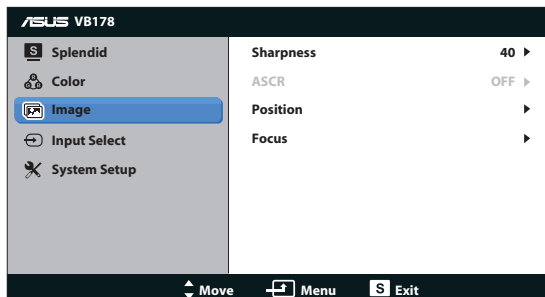 ASUS VB178
S Splendid
Color
Image
Input Select
System Setup
Sharpness 40
ASCR OFF
Position
Focus
Move Menu S Exit